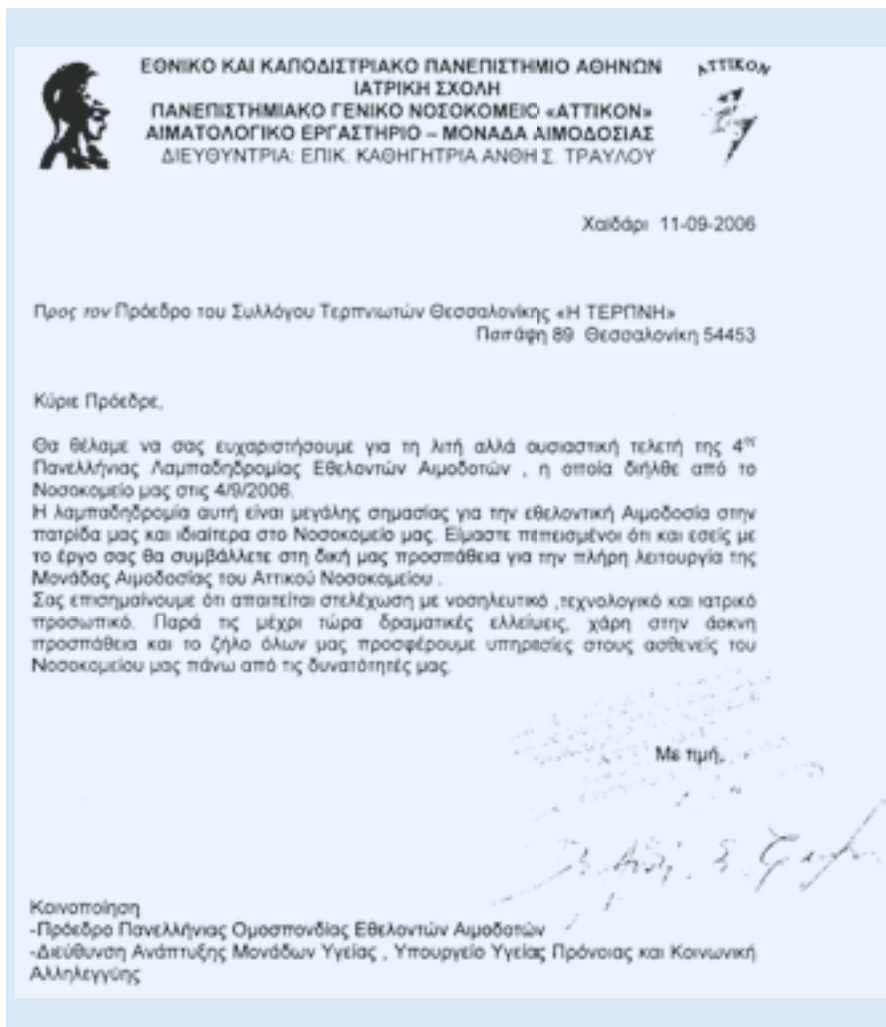 ΕΘΝΙΚΟ ΚΑΙ ΚΑΠΟΔΙΣΤΡΙΑΚΟ ΠΑΝΕΠΙΣΤΗΜΙΟ ΑΘΗΝΩΝ
ΑΤΤΙΚΟΝ
ΙΑΤΡΙΚΗ ΣΧΟΛΗ
ΠΑΝΕΠΙΣΤΗΜΙΑΚΟ ΓΕΝΙΚΟ ΝΟΣΟΚΟΜΕΙΟ «ΑΤΤΙΚΟΝ»
ΑΙΜΑΤΟΛΟΓΙΚΟ ΕΡΓΑΣΤΗΡΙΟ – ΜΟΝΑΔΑ ΑΙΜΟΔΟΣΙΑΣ
ΔΙΕΥΘΥΝΤΡΙΑ: ΕΠΙΚ. ΚΑΘΗΓΗΤΡΙΑ ΑΝΘΗ Σ. ΤΡΑΥΛΟΥ
Χαϊδάρι 11-09-2006
Προς τον Πρόεδρο του Συλλόγου Τερπνιωτών Θεσσαλονίκης «Η ΤΕΡΠΝΗ»
89 Θεσσαλονίκη 54453
Κύριε Πρόεδρε,
Θα θέλαμε να σας ευχαριστήσουμε για τη λιτή αλλά ουσιαστική τελετή της 4ης
Πανελλήνιας Λαμπαδηδρομίας Εθελοντών Αιμοδοτών , η οποία διήλθε από το
Νοσοκομείο μας στις 4/9/2006.
Η λαμπαδηδρομία αυτή είναι μεγάλης σημασίας για την εθελοντική Αιμοδοσία στην
πατρίδα μας και ιδιαίτερα στο Νοσοκομείο μας. Είμαστε πεπεισμένοι ότι και εσείς με
το έργο σας θα συμβάλλετε στη δική μας προσπάθεια για την πλήρη λειτουργία της
Μονάδας Αιμοδοσίας του Αττικού Νοσοκομείου .
Σας επισημαίνουμε ότι απαιτείται στελέχωση με νοσηλευτικό ,τεχνολογικό και ιατρικό
προσωπικό. Παρά τις μέχρι τώρα δραματικές ελλείψεις, χάρη στην άοκνη
προσπάθεια και το ζήλο όλων μας προσφέρουμε υπηρεσίες στους ασθενείς του
Νοσοκομείου μας πάνω από τις δυνατότητές μας.
Με τιμή,
Κοινοποίηση
-Πρόεδρο Πανελλήνιας Ομοσπονδίας Εθελοντών Αιμοδοτών
-Διεύθυνση Ανάπτυξης Μονάδων Υγείας , Υπουργείο Υγείας Πρόνοιας και Κοινωνική
Αλληλεγγύης